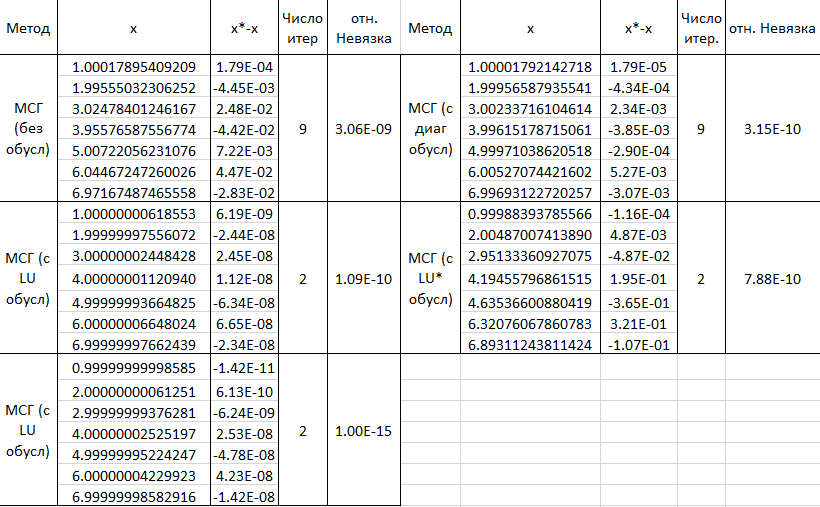 Метод x x*-x Число итер отн. Невязка Метод x x*-x Число итер. отн. Невязка
МСГ (без обусл) 9 3.06E-09 МСГ (с диаг обусл) 9 3.15E-10
1.00017895409209 1.79E-04 1.00001792142718 1.79E-05
1.99555032306252 -4.45E-03 1.99956587935541 -4.34E-04
3.02478401246167 2.48E-02 3.00233716104614 2.34E-03
3.95576587556774 -4.42E-02 3.99615178715061 -3.85E-03
5.00722056231076 7.22E-03 4.99971038620518 -2.90E-04
6.04467247260026 4.47E-02 6.00527074421602 5.27E-03
6.97167487465558 -2.83E-02 6.99693122720257 -3.07E-03
МСГ (с LU обусл) 2 1.09E-10 МСГ (с LU* обусл) 2 7.88E-10
1.00000000618553 6.19E-09 0.99988393785566 -1.16E-04
1.99999997556072 -2.44E-08 2.00487007413890 4.87E-03
3.00000002448428 2.45E-08 2.95133360927075 -4.87E-02
4.00000001120940 1.12E-08 4.19455796861515 1.95E-01
4.99999993664825 -6.34E-08 4.63536600880419 -3.65E-01
6.00000006648024 6.65E-08 6.32076067860783 3.21E-01
6.99999997662439 -2.34E-08 6.89311243811424 -1.07E-01
МСГ (с LU обусл) 2 1.00E-15
0.99999999998585 -1.42E-11
2.00000000061251 6.13E-10
2.99999999376281 -6.24E-09
4.00000002525197 2.53E-08
4.99999995224247 -4.78E-08
6.00000004229923 4.23E-08
6.99999998582916 -1.42E-08